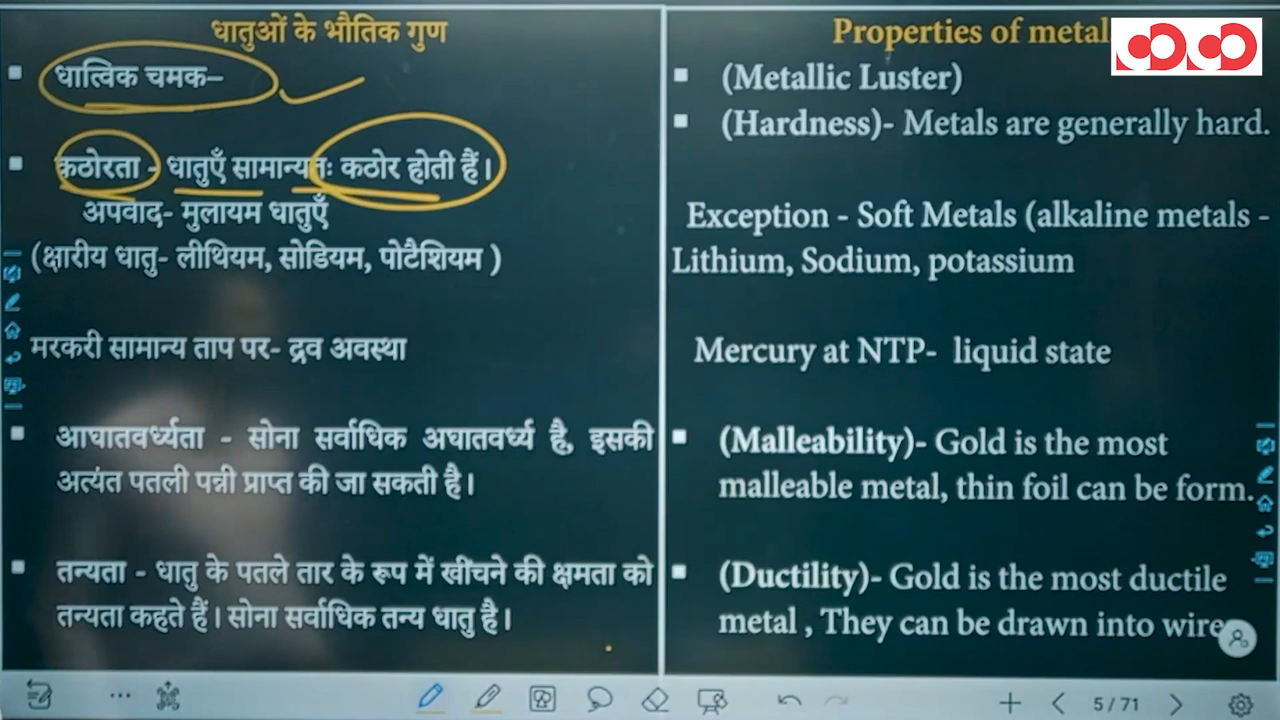 धातुओं के भौतिक गुण
धात्विक चमक–
कठोरता - धातुएँ सामान्यतः कठोर होती हैं।
अपवाद- मुलायम धातुएँ
(क्षारीय धातु- लीथियम, सोडियम, पोटैशियम )
मरकरी सामान्य ताप पर- द्रव अवस्था
आघातवर्ध्यता - सोना सर्वाधिक अघातवर्ध्य है, इसकी
अत्यंत पतली पन्नी प्राप्त की जा सकती है।
तन्यता - धातु के पतले तार के रूप में खींचने की क्षमता को
तन्यता कहते हैं। सोना सर्वाधिक तन्य धातु है।
Properties of metal
(Metallic Luster)
(Hardness)- Metals are generally hard.
Exception - Soft Metals (alkaline metals -
Lithium, Sodium, potassium
Mercury at NTP- liquid state
(Malleability)- Gold is the most
malleable metal, thin foil can be form.
(Ductility)- Gold is the most ductile
metal , They can be drawn into wire
5 / 71